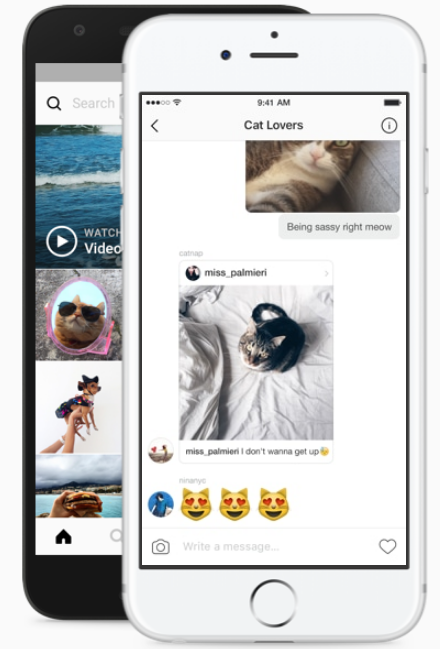 Search
WATCH
Video
9:41 AM
Cat Lovers
Being sassy right meow
catnap
miss_palmieri
miss_palmieri I don't wanna get up😴
ninanyc
😻 😻 😻
Write a message...